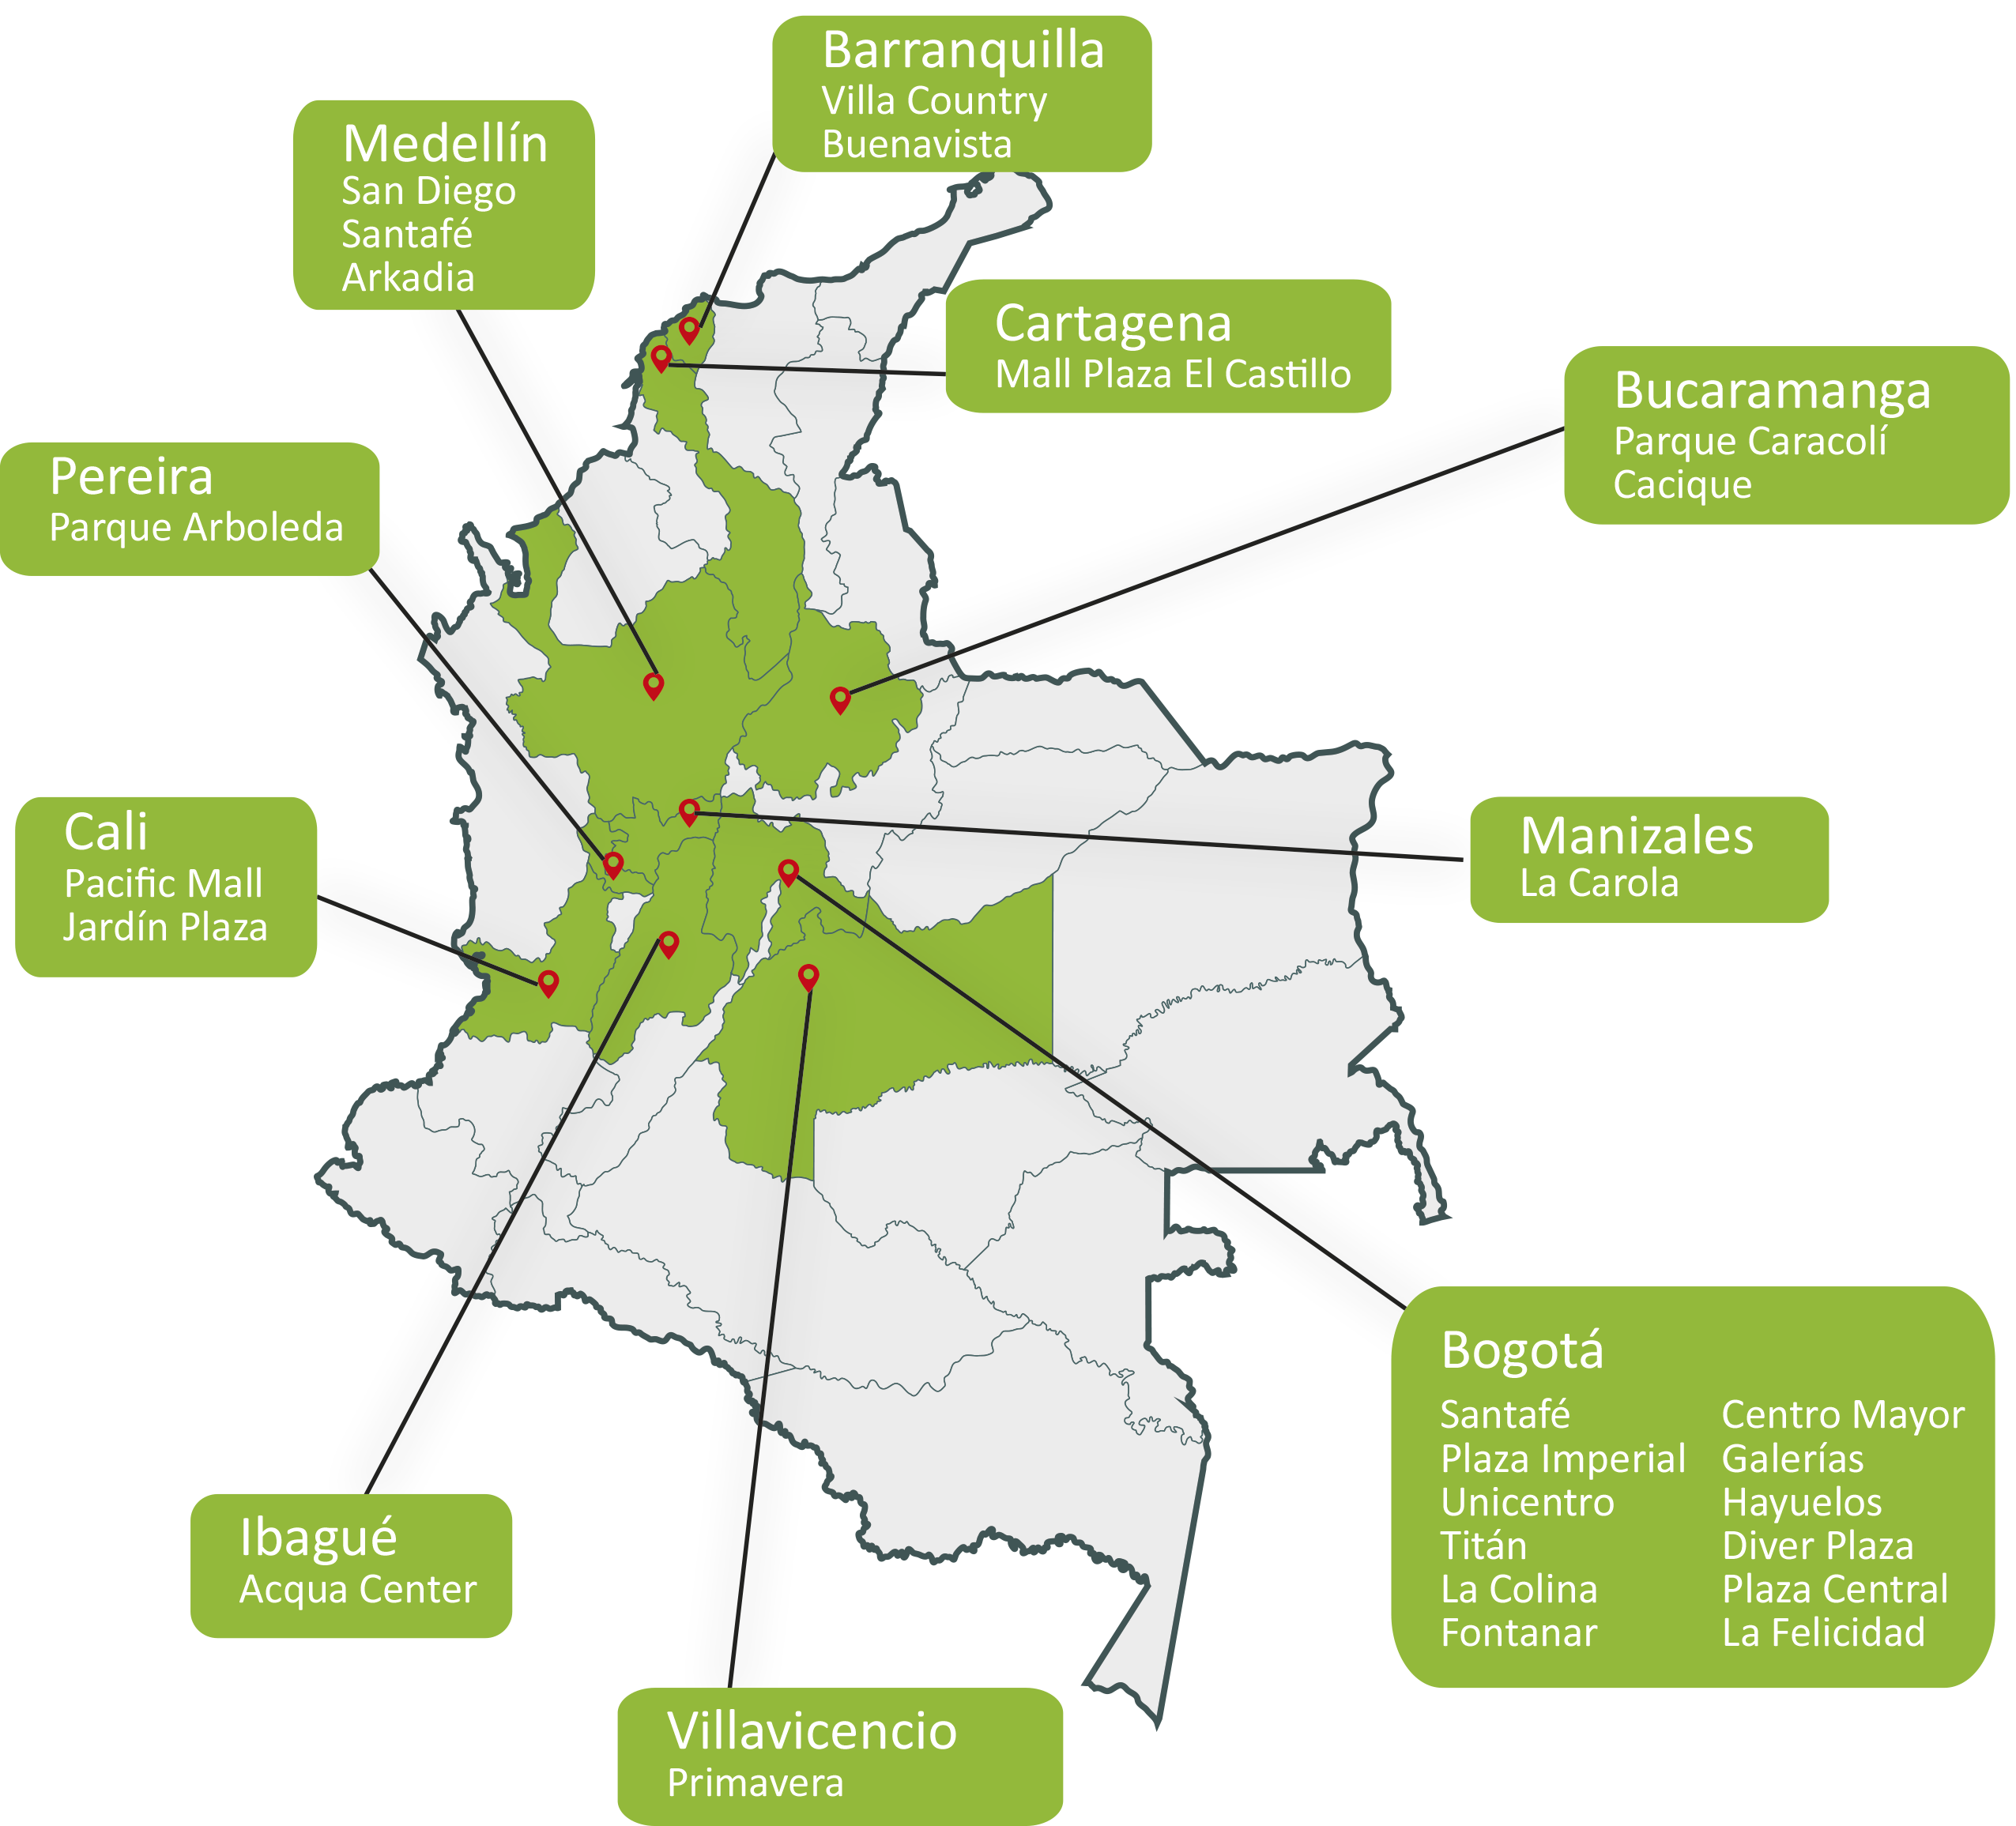 Barranquilla
Villa Country
Buenavista
Medellín
San Diego
Santafé
Arkadia
Cartagena
Mall Plaza El Castillo
Bucaramanga
Parque Caracolí
Cacique
Pereira
Parque Arboleda
Cali
Pacific Mall
Jardín Plaza
Manizales
La Carola
Bogotá
Santafé
Plaza Imperial
Unicentro
Titán
La Colina
Fontanar
Centro Mayor
Galerías
Hayuelos
Diver Plaza
Plaza Central
La Felicidad
Ibagué
Acqua Center
Villavicencio
Primavera